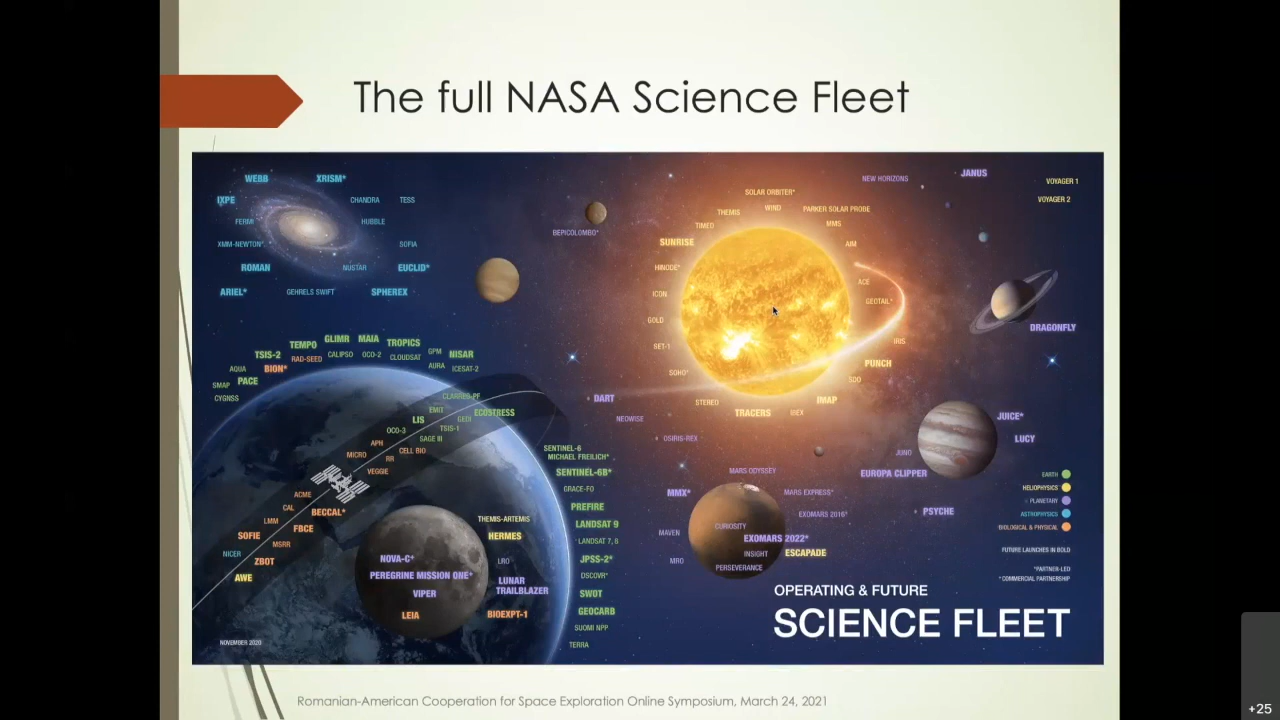 The full NASA Science Fleet
WEBB
XRISM*
IXPE
CHANDRA
TESS
FERMI
HUBBLE
XMM-NEWTON*
SOFIA
ROMAN
NUSTAR
EUCLID*
ARIEL*
GEHRELS SWIFT
SPHEREX
BEPICOLOMBO*
SOLAR ORBITER*
WIND
PARKER SOLAR PROBE
THEMIS
MMS
TIMED
AIM
SUNRISE
HINODE*
ACE
ICON
GEOTAIL*
GOLD
IRIS
SET-1
PUNCH
SOHO*
SDO
STEREO
IMAP
TRACERS
IBEX
NEW HORIZONS
JANUS
VOYAGER 1
VOYAGER 2
DRAGONFLY
TSIS-2
TEMPO
GLIMR
MAIA
TROPICS
RAD-SEED
CALIPSO
OCO-2
CLOUDSAT
GPM
NISAR
AQUA
BION*
AURA
ICESAT-2
SMAP
PACE
CYGNSS
CLARREO-PF
EMIT
ECOSTRESS
LIS
GEDI
OCO-3
TSIS-1
SAGE III
APH
CELL BIO
MICRO
RR
VEGGIE
ACME
CAL
BECCAL*
LMM
FBCE
SOFIE
MSRR
NICER
ZBOT
AWE
DART
NEOWISE
OSIRIS-REX
SENTINEL-6
MICHAEL FREILICH*
SENTINEL-6B*
GRACE-FO
PREFIRE
LANDSAT 9
LANDSAT 7, 8
JPSS-2*
DSCOVR*
SWOT
GEOCARB
SUOMI NPP
TERRA
THEMIS-ARTEMIS
HERMES
NOVA-C*
LRO
PEREGRINE MISSION ONE*
LUNAR
TRAILBLAZER
VIPER
LEIA
BIOEXPT-1
MARS ODYSSEY
MMX*
MARS EXPRESS*
EXOMARS 2016*
CURIOSITY
MAVEN
EXOMARS 2022*
INSIGHT
ESCAPADE
MRO
PERSEVERANCE
JUICE*
LUCY
JUNO
EUROPA CLIPPER
PSYCHE
EARTH
HELIOPHYSICS
PLANETARY
ASTROPHYSICS
BIOLOGICAL & PHYSICAL
FUTURE LAUNCHES IN BOLD
*PARTNER-LED
COMMERCIAL PARTNERSHIP
OPERATING & FUTURE
SCIENCE FLEET
NOVEMBER 2020
Romanian-American Cooperation for Space Exploration Online Symposium, March 24, 2021
+25